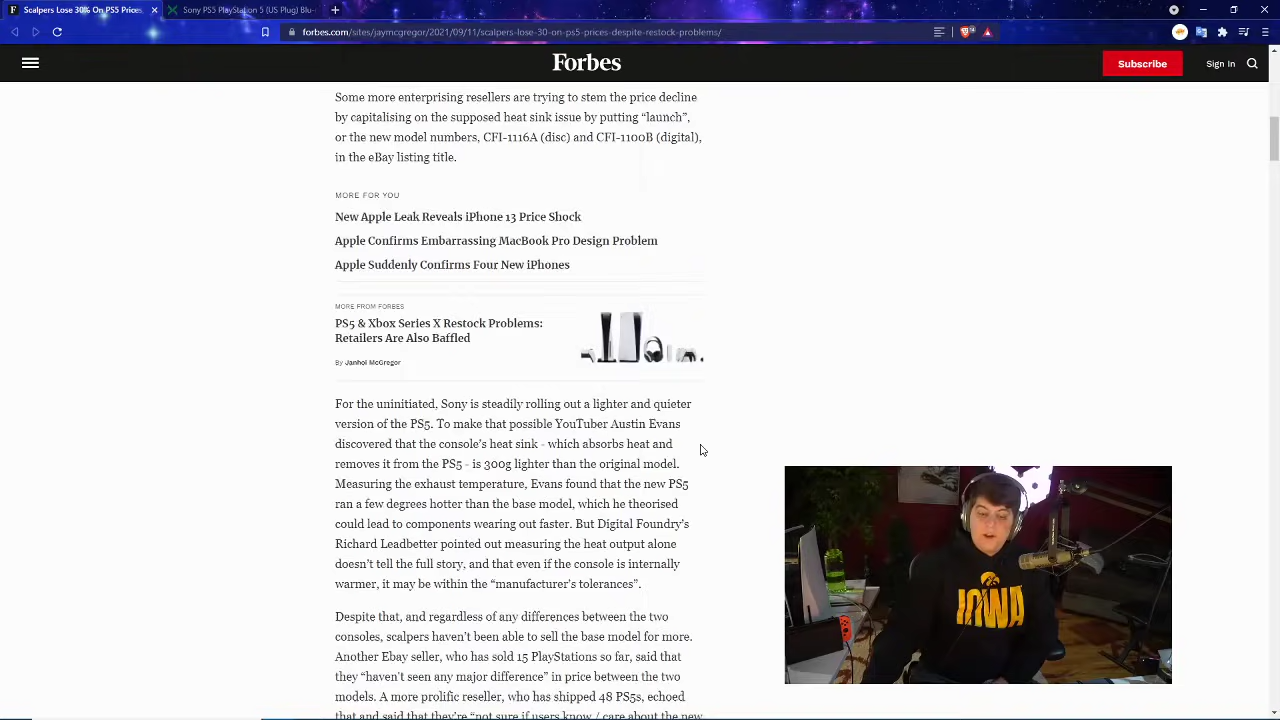 Scalpers Lose 30% On PS5 Prices
Sony PS5 PlayStation 5 (US Plug) Blu-
forbes.com/sites/jaymcgregor/2021/09/11/scalpers-lose-30-on-ps5-prices-despite-restock-problems/
Forbes
Subscribe
Sign In
Some more enterprising resellers are trying to stem the price decline
by capitalising on the supposed heat sink issue by putting “launch”,
or the new model numbers, CFI-1116A (disc) and CFI-1100B (digital),
in the eBay listing title.
MORE FOR YOU
New Apple Leak Reveals iPhone 13 Price Shock
Apple Confirms Embarrassing MacBook Pro Design Problem
Apple Suddenly Confirms Four New iPhones
MORE FROM FORBES
PS5 & Xbox Series X Restock Problems:
Retailers Are Also Baffled
By Janhoi McGregor
For the uninitiated, Sony is steadily rolling out a lighter and quieter
version of the PS5. To make that possible YouTuber Austin Evans
discovered that the console’s heat sink - which absorbs heat and
removes it from the PS5 - is 300g lighter than the original model.
Measuring the exhaust temperature, Evans found that the new PS5
ran a few degrees hotter than the base model, which he theorised
could lead to components wearing out faster. But Digital Foundry’s
Richard Leadbetter pointed out measuring the heat output alone
doesn’t tell the full story, and that even if the console is internally
warmer, it may be within the “manufacturer’s tolerances”.
Despite that, and regardless of any differences between the two
consoles, scalpers haven’t been able to sell the base model for more.
Another Ebay seller, who has sold 15 PlayStations so far, said that
they “haven’t seen any major difference” in price between the two
models. A more prolific reseller, who has shipped 48 PS5s, echoed
that and said that they’re “not sure if users know / care about the new
IOWA